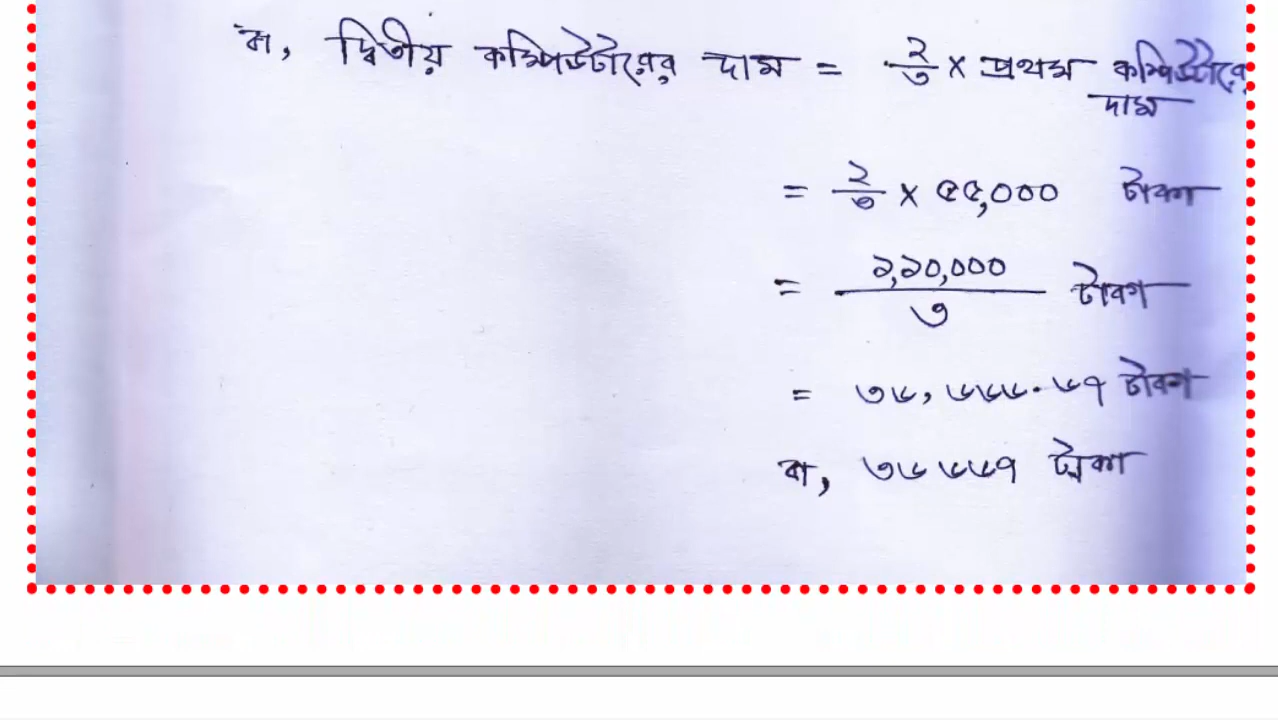 বা, দ্বিতীয় কম্পিউটারের দাম = ২/৩ × প্রথম কম্পিউটারের
দাম
= ২/৩ × ৫৫,০০০ টাকা
= ১,১০,০০০/৩ টাকা
= ৩৬,৬৬৬.৬৭ টাকা
বা, ৩৬৬৬৭ টাকা